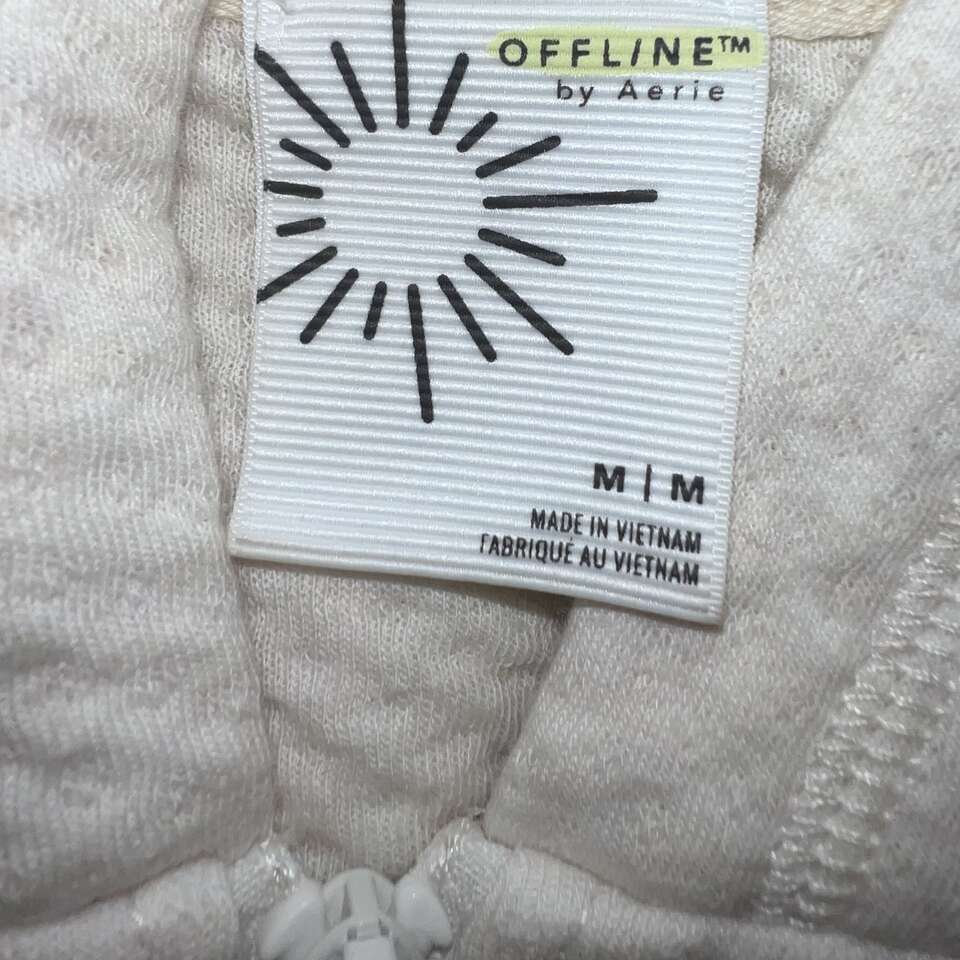 OFFLINE™
by Aerie
M | M
MADE IN VIETNAM
FABRIQUÉ AU VIETNAM